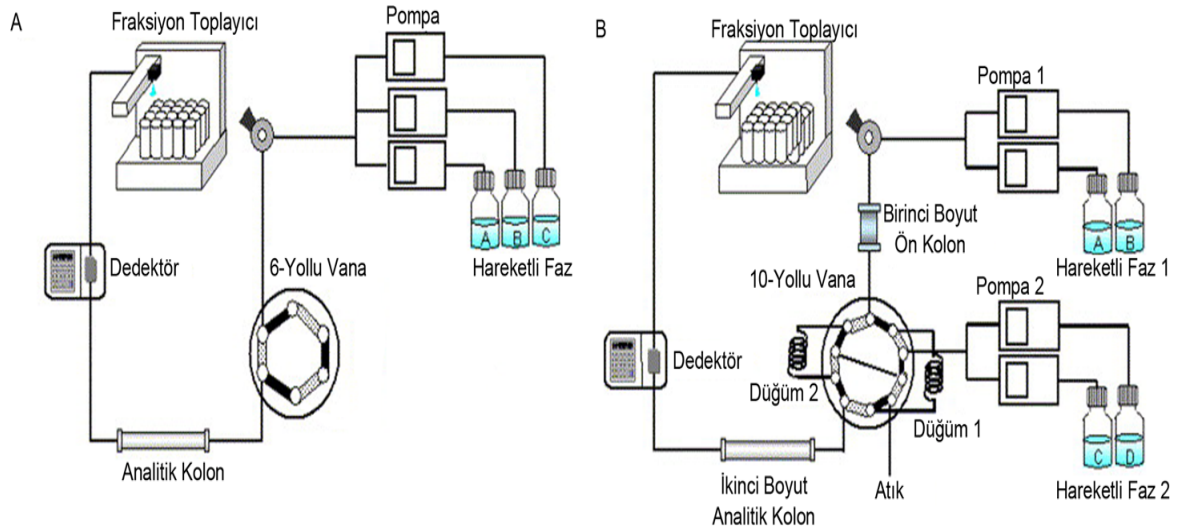 A
Fraksiyon Toplayıcı
Pompa
A
B
C
Hareketli Faz
Dedektör
6-Yollu Vana
Analitik Kolon
B
Fraksiyon Toplayıcı
Pompa 1
A
B
Hareketli Faz 1
Birinci Boyut
Ön Kolon
10-Yollu Vana
Pompa 2
Dedektör
Düğüm 2
Düğüm 1
C
D
Hareketli Faz 2
İkinci Boyut
Analitik Kolon
Atık